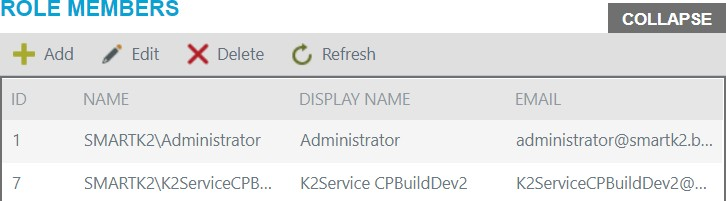 ROLE MEMBERS
COLLAPSE
Add Edit Delete Refresh
ID NAME DISPLAY NAME EMAIL
1 SMARTK2\Administrator Administrator administrator@smartk2.b...
7 SMARTK2\K2ServiceCPB... K2Service CPBuildDev2 K2ServiceCPBuildDev2@...